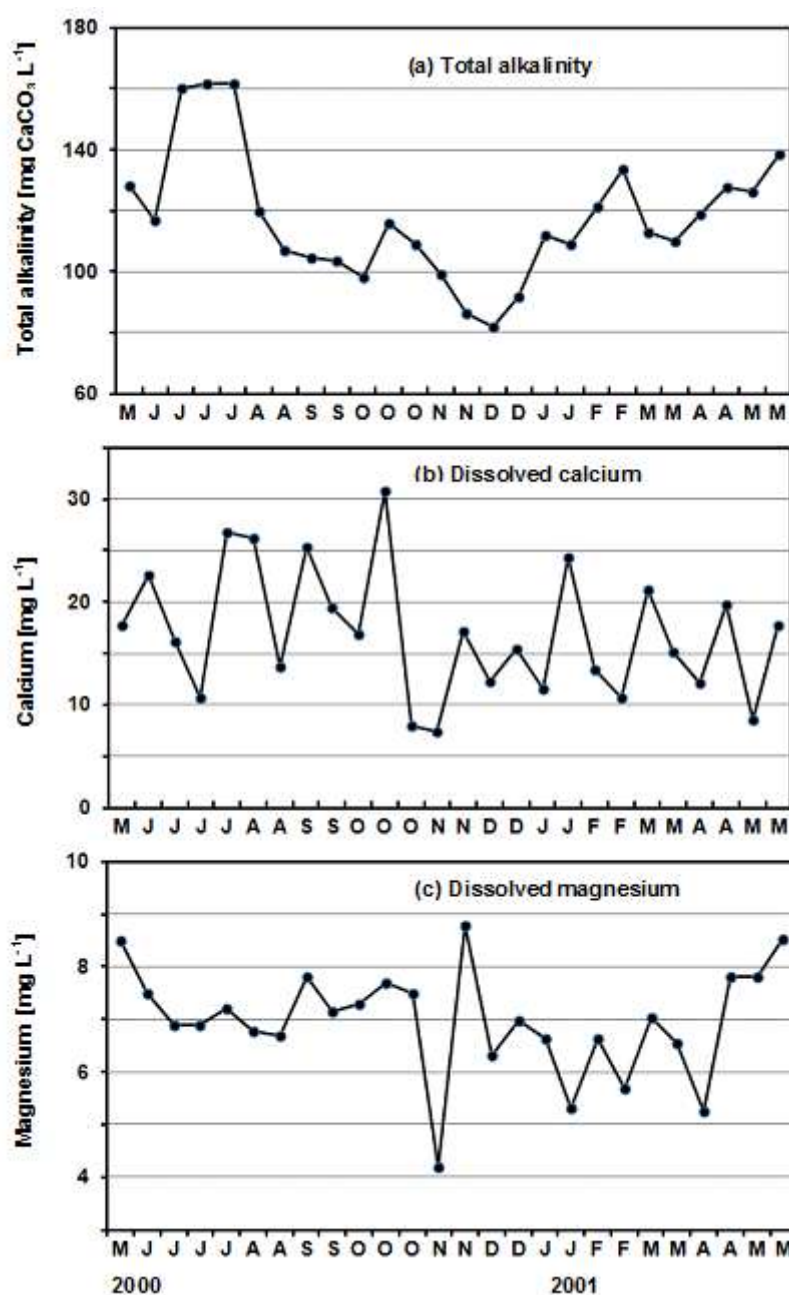 180
140
100
60
Total alkalinity [mg CaCO₃ L⁻¹]
(a) Total alkalinity
M J J J J A A S S O O O N N D D J J F F M M A A M M
30
20
10
0
Calcium [mg L⁻¹]
(b) Dissolved calcium
M J J J J A A S S O O O N N D D J J F F M M A A M M
10
8
6
4
Magnesium [mg L⁻¹]
(c) Dissolved magnesium
M J J J J A A S S O O O N N D D J J F F M M A A M M
2000 2001